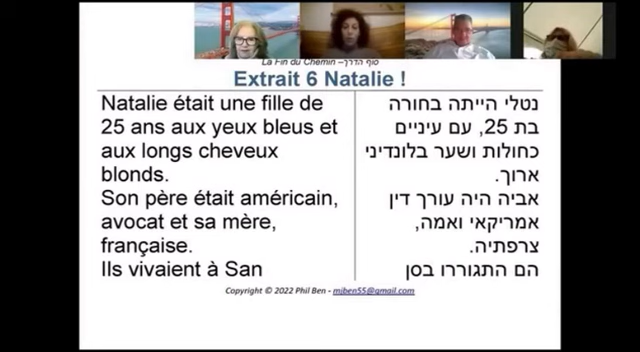 La Fin du Chemin –סוף הדרך
Extrait 6 Natalie !
Natalie était une fille de
25 ans aux yeux bleus et
aux longs cheveux
blonds.
Son père était américain,
avocat et sa mère,
française.
Ils vivaient à San
נטלי הייתה בחורה
בת 25, עם עיניים
כחולות ושער בלונדיני
ארוך.
אביה היה עורך דין
אמריקאי ואמה,
צרפתיה.
הם התגוררו בסן
Copyright © 2022 Phil Ben - mjben55@gmail.com